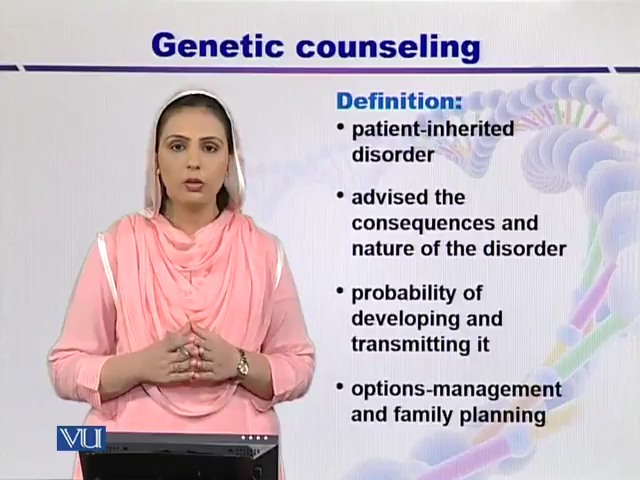 Genetic counseling
Definition:
• patient-inherited
disorder
• advised the
consequences and
nature of the disorder
• probability of
developing and
transmitting it
• options-management
and family planning
VU